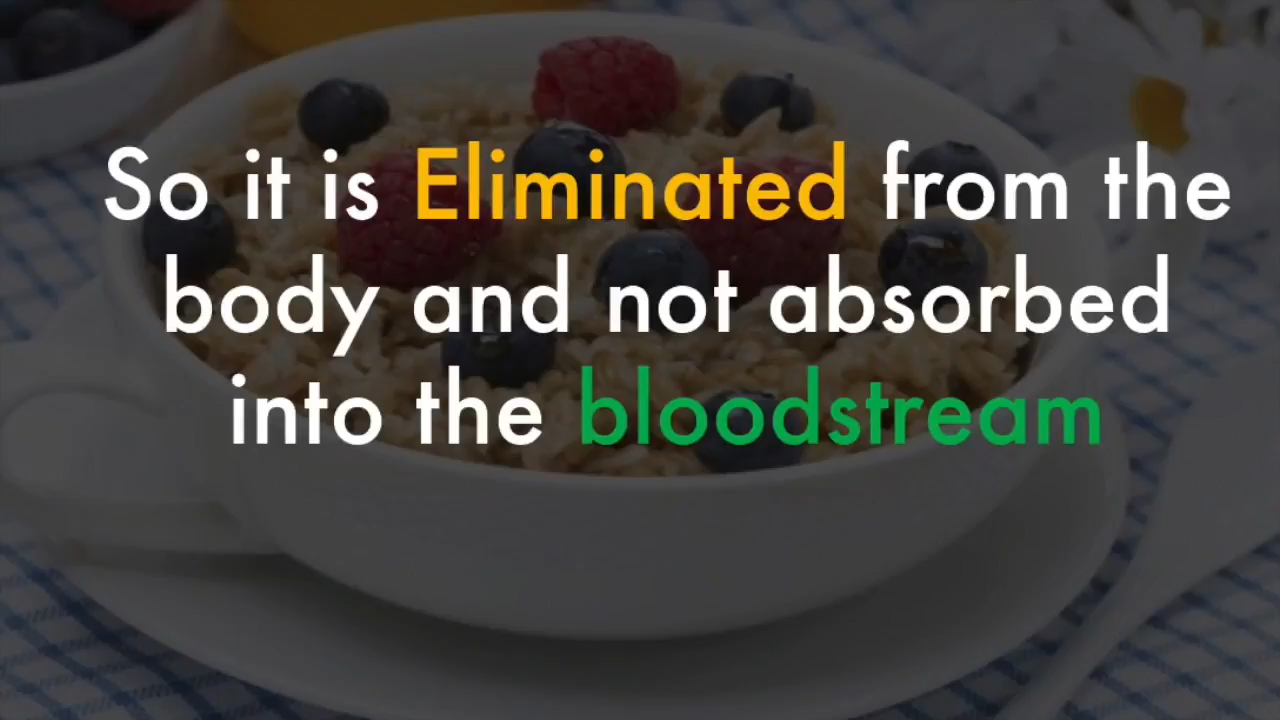 So it is Eliminated from the
body and not absorbed
into the bloodstream